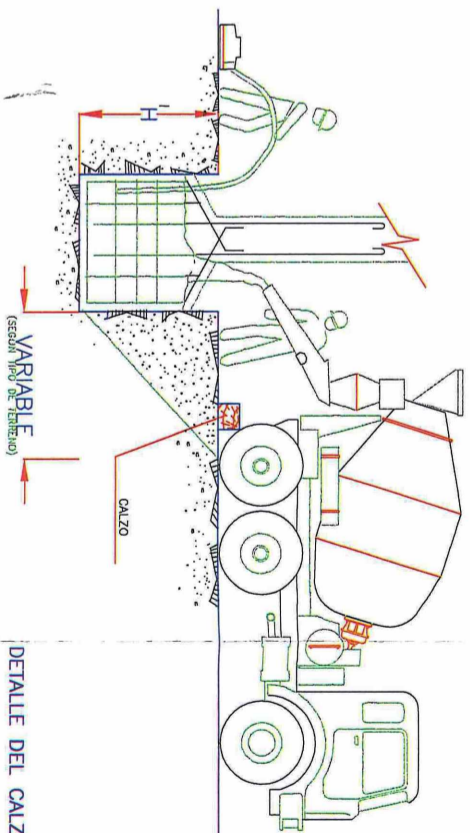 H
VARIABLE
(SEGÚN TIPO DE TERRENO)
CALZO
DETALLE DEL CALZ